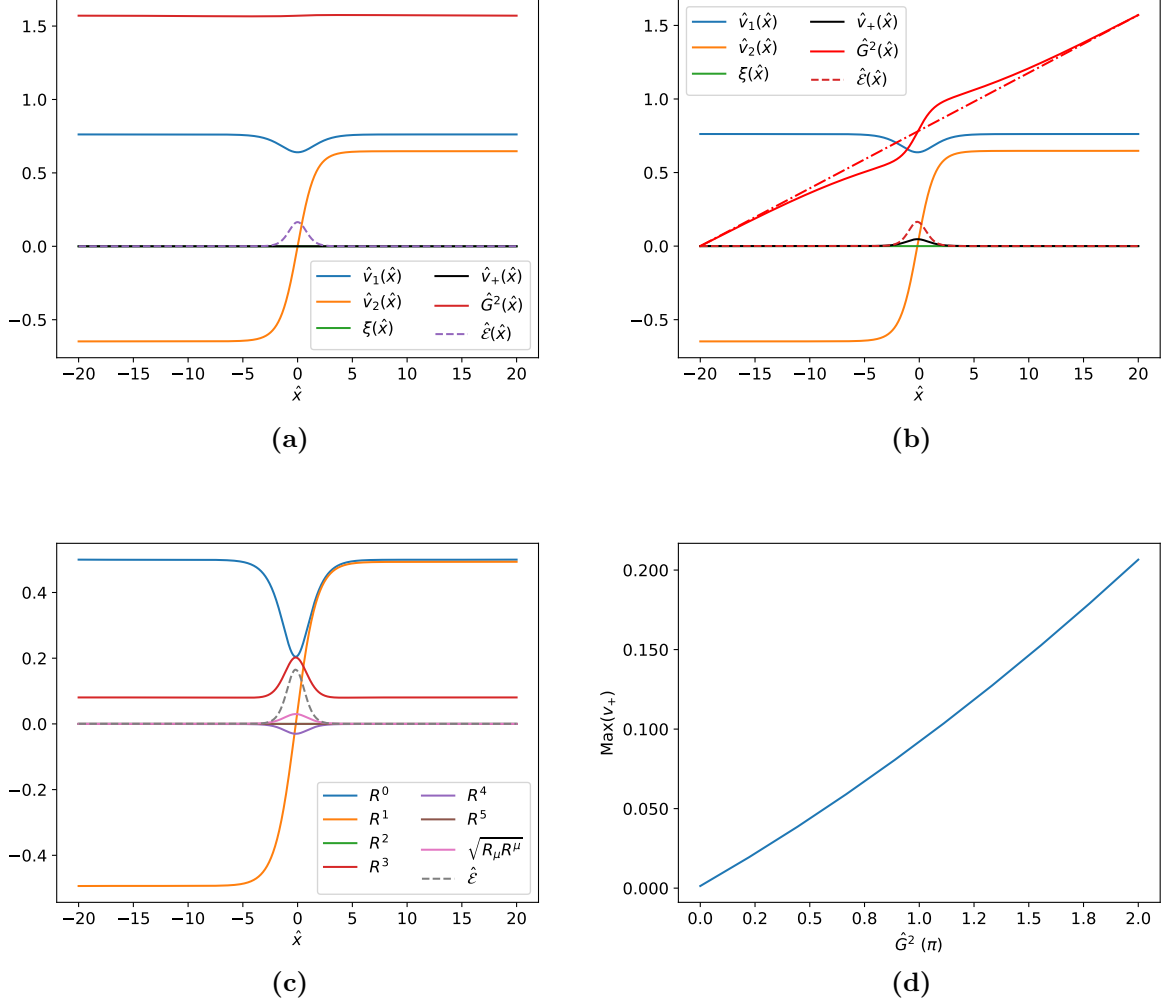 1.5
1.0
0.5
0.0
−0.5
−20 −15 −10 −5 0 5 10 15 20
x̂
v̂₁(x̂)
v̂₂(x̂)
ξ(x̂)
v̂₊(x̂)
Ĝ²(x̂)
ℰ̂(x̂)
(a)
1.5
1.0
0.5
0.0
−0.5
−20 −15 −10 −5 0 5 10 15 20
x̂
v̂₁(x̂)
v̂₂(x̂)
ξ(x̂)
v̂₊(x̂)
Ĝ²(x̂)
ℰ̂(x̂)
(b)
0.4
0.2
0.0
−0.2
−0.4
−20 −15 −10 −5 0 5 10 15 20
x̂
R⁰
R¹
R²
R³
R⁴
R⁵
√R_μR^μ
ℰ̂
(c)
Max(v₊)
0.200
0.150
0.100
0.050
0.000
0.0 0.2 0.5 0.8 1.0 1.2 1.5 1.8 2.0
Ĝ² (π)
(d)